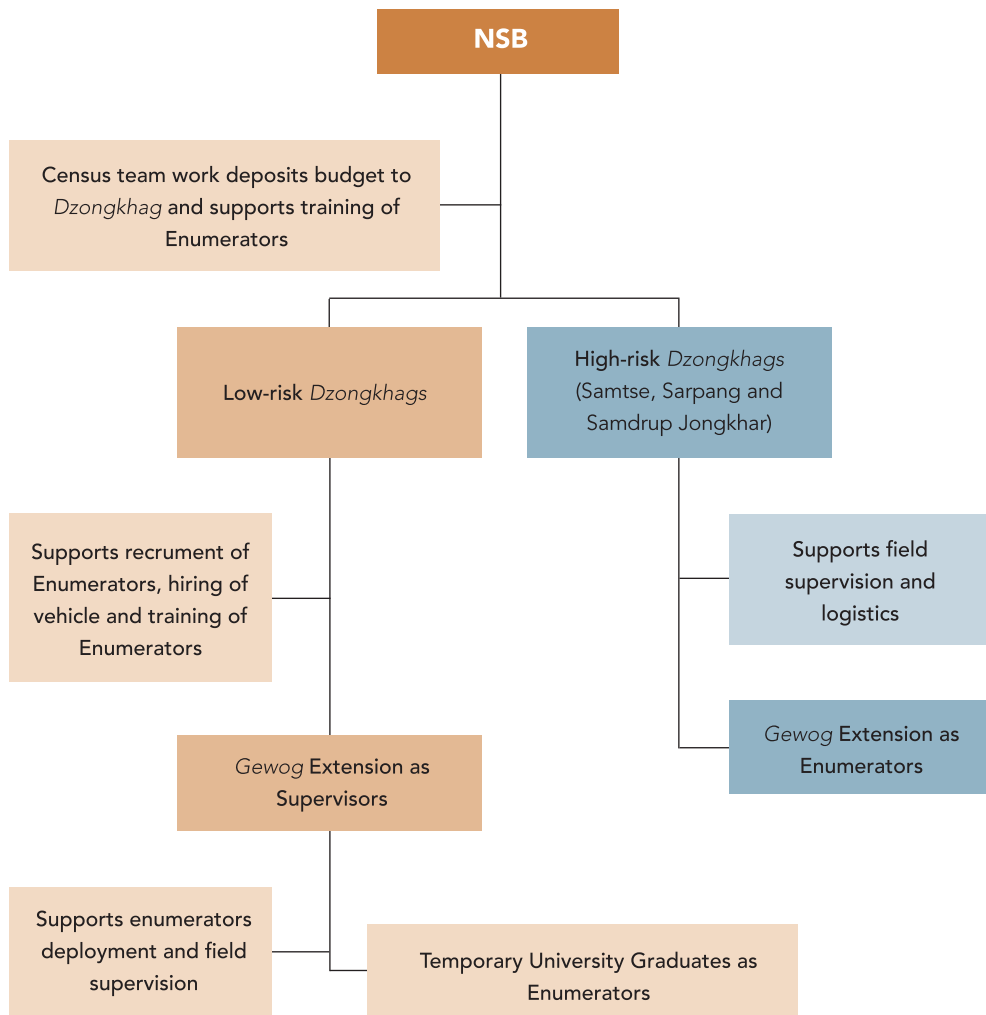 NSB
Census team work deposits budget to
Dzongkhag and supports training of
Enumerators
Low-risk Dzongkhags
High-risk Dzongkhags
(Samtse, Sarpang and
Samdrup Jongkhar)
Supports recrument of
Enumerators, hiring of
vehicle and training of
Enumerators
Supports field
supervision and
logistics
Gewog Extension as
Enumerators
Gewog Extension as
Supervisors
Supports enumerators
deployment and field
supervision
Temporary University Graduates as
Enumerators